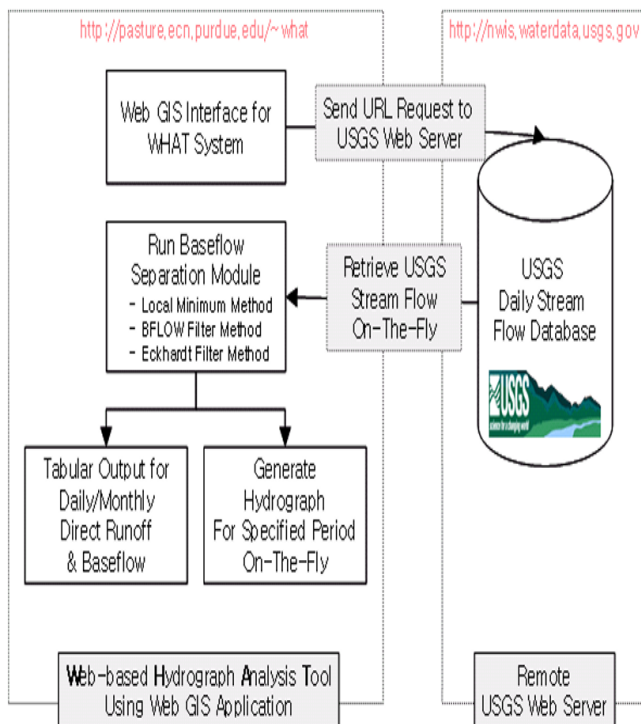 http://pasture,ecn,purdue,edu/~what
http://nwis,waterdata,usgs,gov
Web GIS Interface for
WHAT System
Send URL Request to
USGS Web Server
Run Baseflow
Separation Module
- Local Minimum Method
- BFLOW Filter Method
- Eckhardt Filter Method
Retrieve USGS
Stream Flow
On-The-Fly
USGS
Daily Stream
Flow Database
USGS
science for a changing world
Tabular Output for
Daily/Monthly
Direct Runoff
& Baseflow
Generate
Hydrograph
For Specified Period
On-The-Fly
Web-based Hydrograph Analysis Tool
Using Web GIS Application
Remote
USGS Web Server